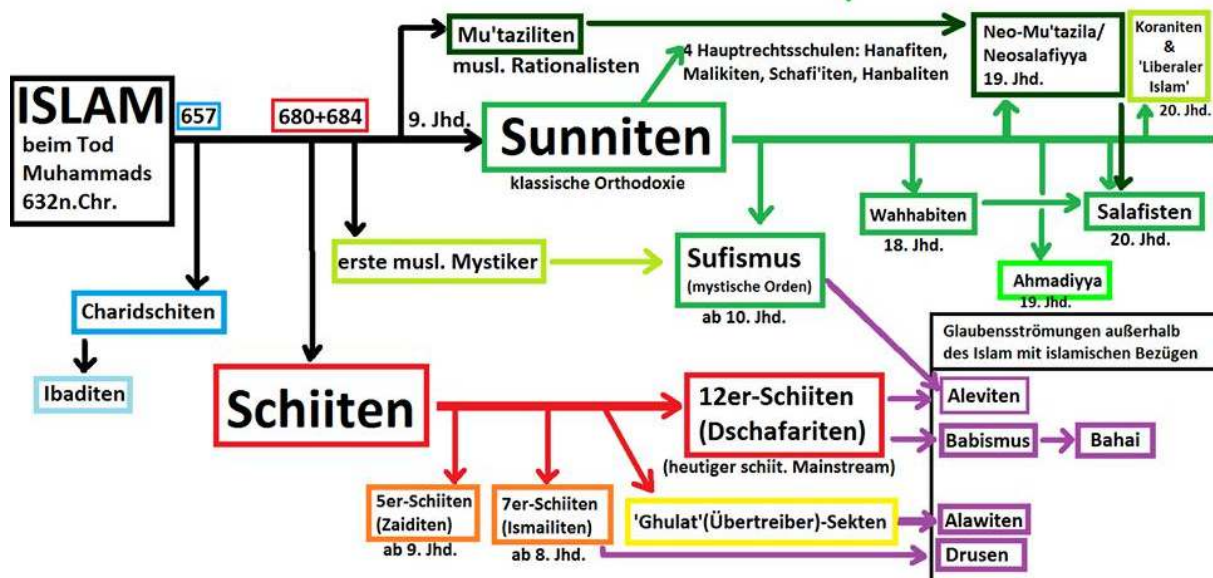 ISLAM
beim Tod
Muhammads
632n.Chr.
657
680+684
9. Jhd.
Mu'taziliten
musl. Rationalisten
4 Hauptrechtsschulen: Hanafiten,
Malikiten, Schafi'iten, Hanbaliten
Neo-Mu'tazila/
Neosalafiyya
19. Jhd.
Koraniten
&
'Liberaler
Islam'
20. Jhd.
Sunniten
klassische Orthodoxie
Wahhabiten
18. Jhd.
Salafisten
20. Jhd.
erste musl. Mystiker
Sufismus
(mystische Orden)
ab 10. Jhd.
Ahmadiyya
19. Jhd.
Charidschiten
Ibaditen
Glaubensströmungen außerhalb
des Islam mit islamischen Bezügen
Schiiten
12er-Schiiten
(Dschafariten)
(heutiger schiit. Mainstream)
Aleviten
Babismus
Bahai
5er-Schiiten
(Zaiditen)
ab 9. Jhd.
7er-Schiiten
(Ismailiten)
ab 8. Jhd.
'Ghulat'(Übertreiber)-Sekten
Alawiten
Drusen